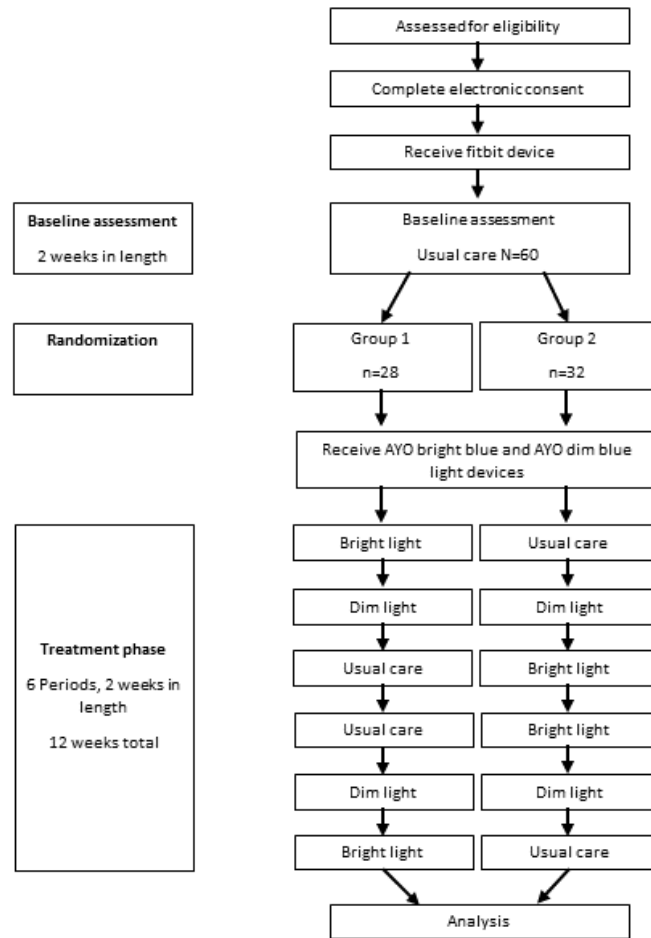 Assessed for eligibility
Complete electronic consent
Receive fitbit device
Baseline assessment
2 weeks in length
Baseline assessment
Usual care N=60
Randomization
Group 1
n=28
Group 2
n=32
Receive AYO bright blue and AYO dim blue
light devices
Treatment phase
6 Periods, 2 weeks in
length
12 weeks total
Bright light
Usual care
Dim light
Dim light
Usual care
Bright light
Usual care
Bright light
Dim light
Dim light
Bright light
Usual care
Analysis